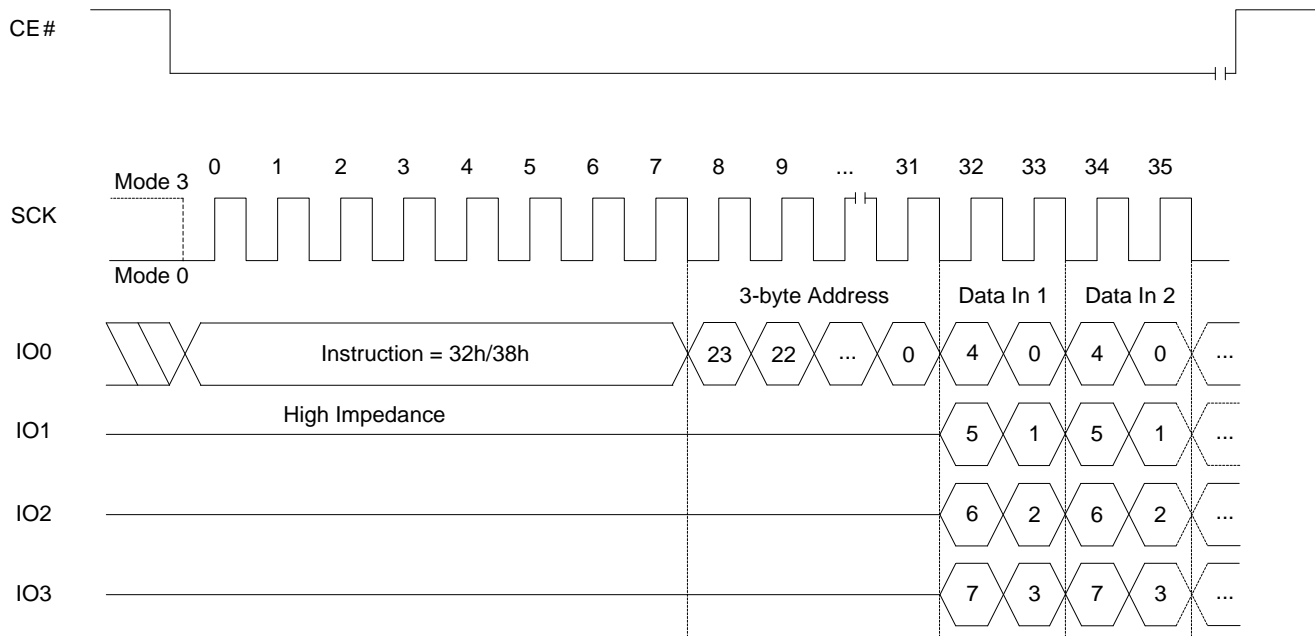 CE#
0 1 2 3 4 5 6 7 8 9 ... 31 32 33 34 35
Mode 3
SCK
Mode 0
3-byte Address Data In 1 Data In 2
IO0 Instruction = 32h/38h 23 22 ... 0 4 0 4 0 ...
High Impedance
IO1 5 1 5 1 ...
IO2 6 2 6 2 ...
IO3 7 3 7 3 ...